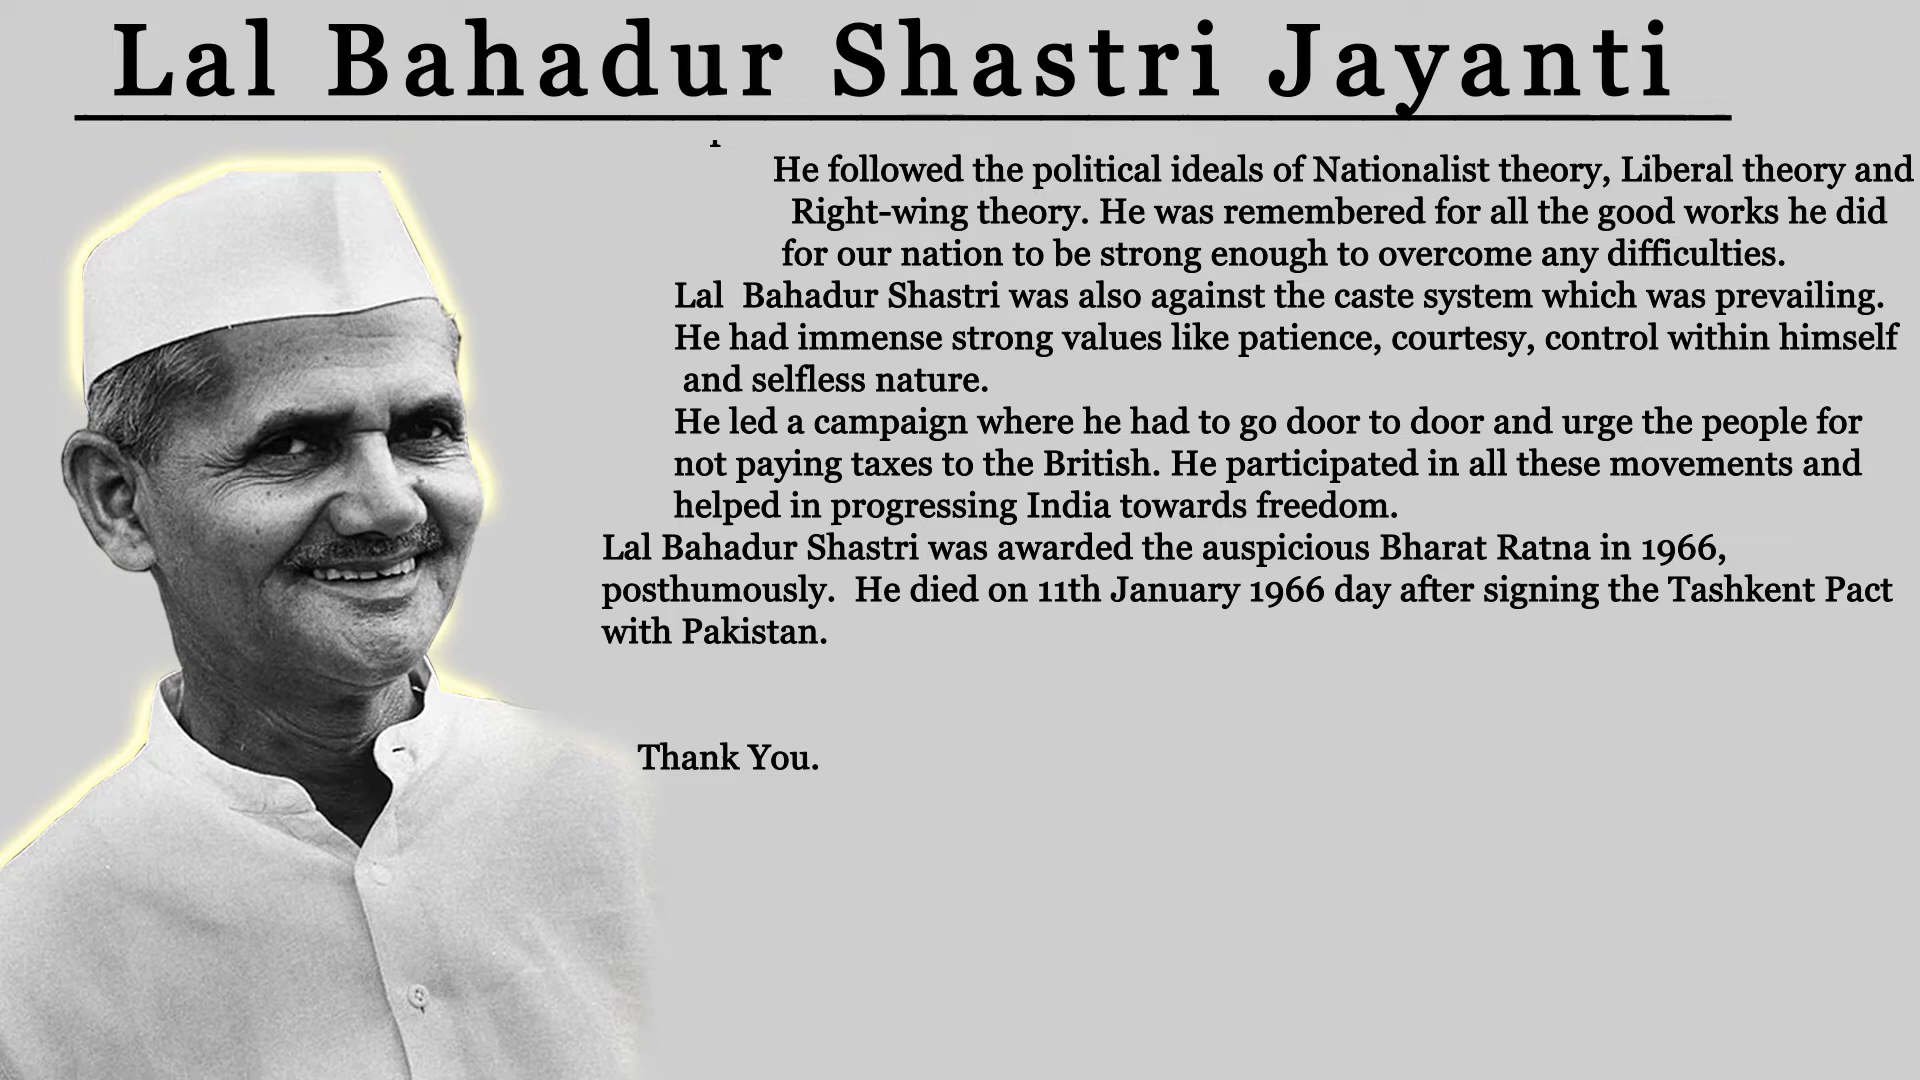 Lal Bahadur Shastri Jayanti
He followed the political ideals of Nationalist theory, Liberal theory and
Right-wing theory. He was remembered for all the good works he did
for our nation to be strong enough to overcome any difficulties.
Lal Bahadur Shastri was also against the caste system which was prevailing.
He had immense strong values like patience, courtesy, control within himself
and selfless nature.
He led a campaign where he had to go door to door and urge the people for
not paying taxes to the British. He participated in all these movements and
helped in progressing India towards freedom.
Lal Bahadur Shastri was awarded the auspicious Bharat Ratna in 1966,
posthumously. He died on 11th January 1966 day after signing the Tashkent Pact
with Pakistan.
Thank You.